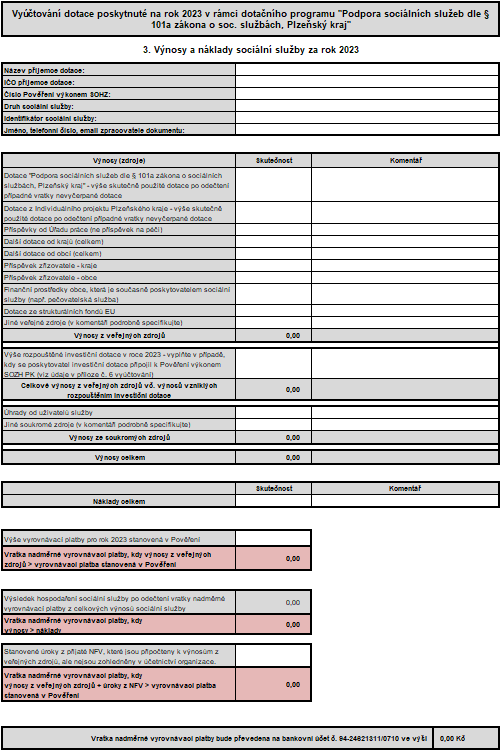 Vyúčtování dotace poskytnuté na rok 2023 v rámci dotačního programu "Podpora sociálních služeb dle §
101a zákona o soc. službách, Plzeňský kraj"
3. Výnosy a náklady sociální služby za rok 2023
Název příjemce dotace:
IČO příjemce dotace:
Číslo Pověření výkonem SOHZ:
Druh sociální služby:
Identifikátor sociální služby:
Jméno, telefonní číslo, email zpracovatele dokumentu:
Výnosy (zdroje) Skutečnost Komentář
Dotace "Podpora sociálních služeb dle § 101a zákona o sociálních
službách, Plzeňský kraj" - výše skutečně použité dotace po odečtení
případné vratky nevyčerpané dotace
Dotace z Individuálního projektu Plzeňského kraje - výše skutečně
použité dotace po odečtení případné vratky nevyčerpané dotace
Příspěvky od Úřadu práce (ne příspěvek na péči)
Další dotace od krajů (celkem)
Další dotace od obcí (celkem)
Příspěvek zřizovatele - kraje
Příspěvek zřizovatele - obce
Finanční prostředky obce, která je současně poskytovatelem sociální
služby (např. pečovatelská služba)
Dotace ze strukturálních fondů EU
Jiné veřejné zdroje (v komentáři podrobně specifikujte)
Výnosy z veřejných zdrojů 0,00
Výše rozpouštěné investiční dotace v roce 2023 - vyplňte v případě,
kdy se poskytovatel investiční dotace připojil k Pověření výkonem
SOZH PK (viz údaje v příloze č. 6 vyúčtování)
Celkové výnosy z veřejných zdrojů vč. výnosů vzniklých
rozpouštěním investiční dotace 0,00
Úhrady od uživatelů služby
Jiné soukromé zdroje (v komentáři podrobně specifikujte)
Výnosy ze soukromých zdrojů 0,00
Výnosy celkem 0,00
Skutečnost Komentář
Náklady celkem
Výše vyrovnávací platby pro rok 2023 stanovená v Pověření
Vratka nadměrné vyrovnávací platby, kdy výnosy z veřejných
zdrojů > vyrovnávací platba stanovená v Pověření 0,00
Výsledek hospodaření sociální služby po odečtení vratky nadměrné
vyrovnávací platby z celkových výnosů sociální služby 0,00
Vratka nadměrné vyrovnávací platby, kdy
výnosy > náklady 0,00
Stanovené úroky z přijaté NFV, které jsou připočteny k výnosům z
veřejných zdrojů, ale nejsou zohledněny v účetnictví organizace.
Vratka nadměrné vyrovnávací platby, kdy
výnosy z veřejných zdrojů + úroky z NFV > vyrovnávací platba
stanovená v Pověření 0,00
Vratka nadměrné vyrovnávací platby bude převedena na bankovní účet č. 94-24621311/0710 ve výši 0,00 Kč